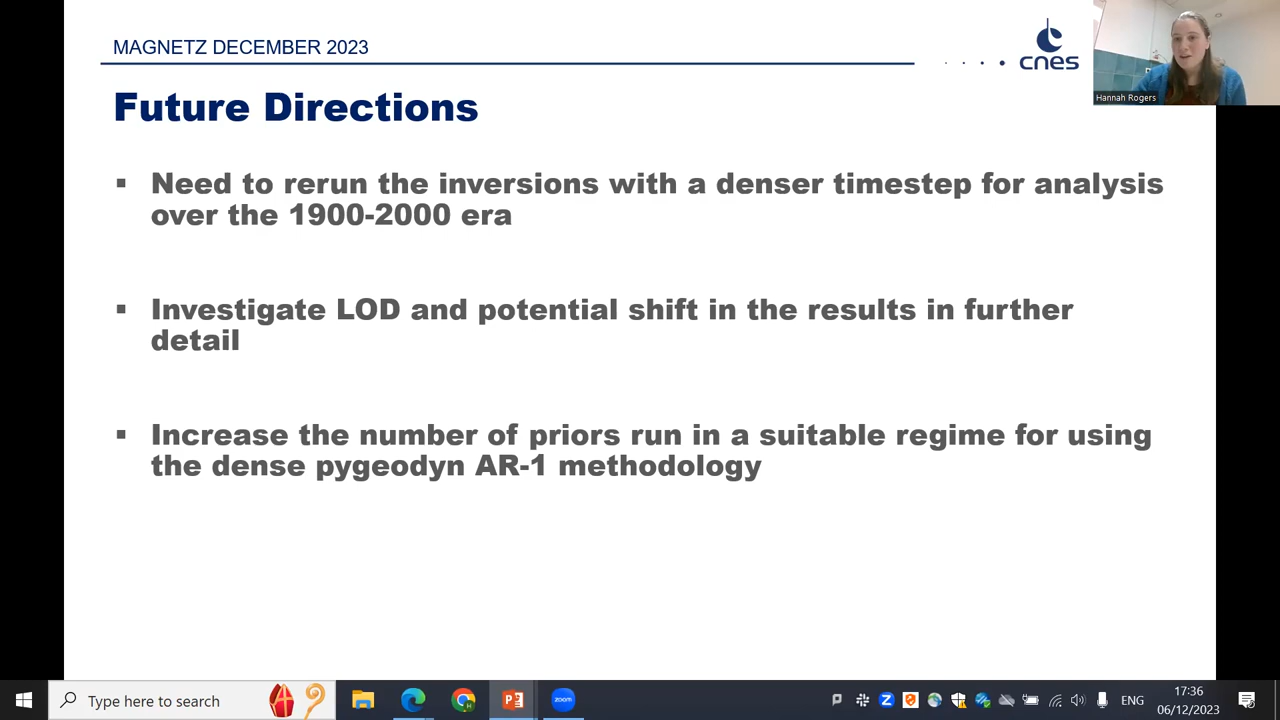 MAGNETZ DECEMBER 2023
cnes
Hannah Rogers
Future Directions
▪ Need to rerun the inversions with a denser timestep for analysis
over the 1900-2000 era
▪ Investigate LOD and potential shift in the results in further
detail
▪ Increase the number of priors run in a suitable regime for using
the dense pygeodyn AR-1 methodology
Type here to search
zoom
ENG
17:36
06/12/2023